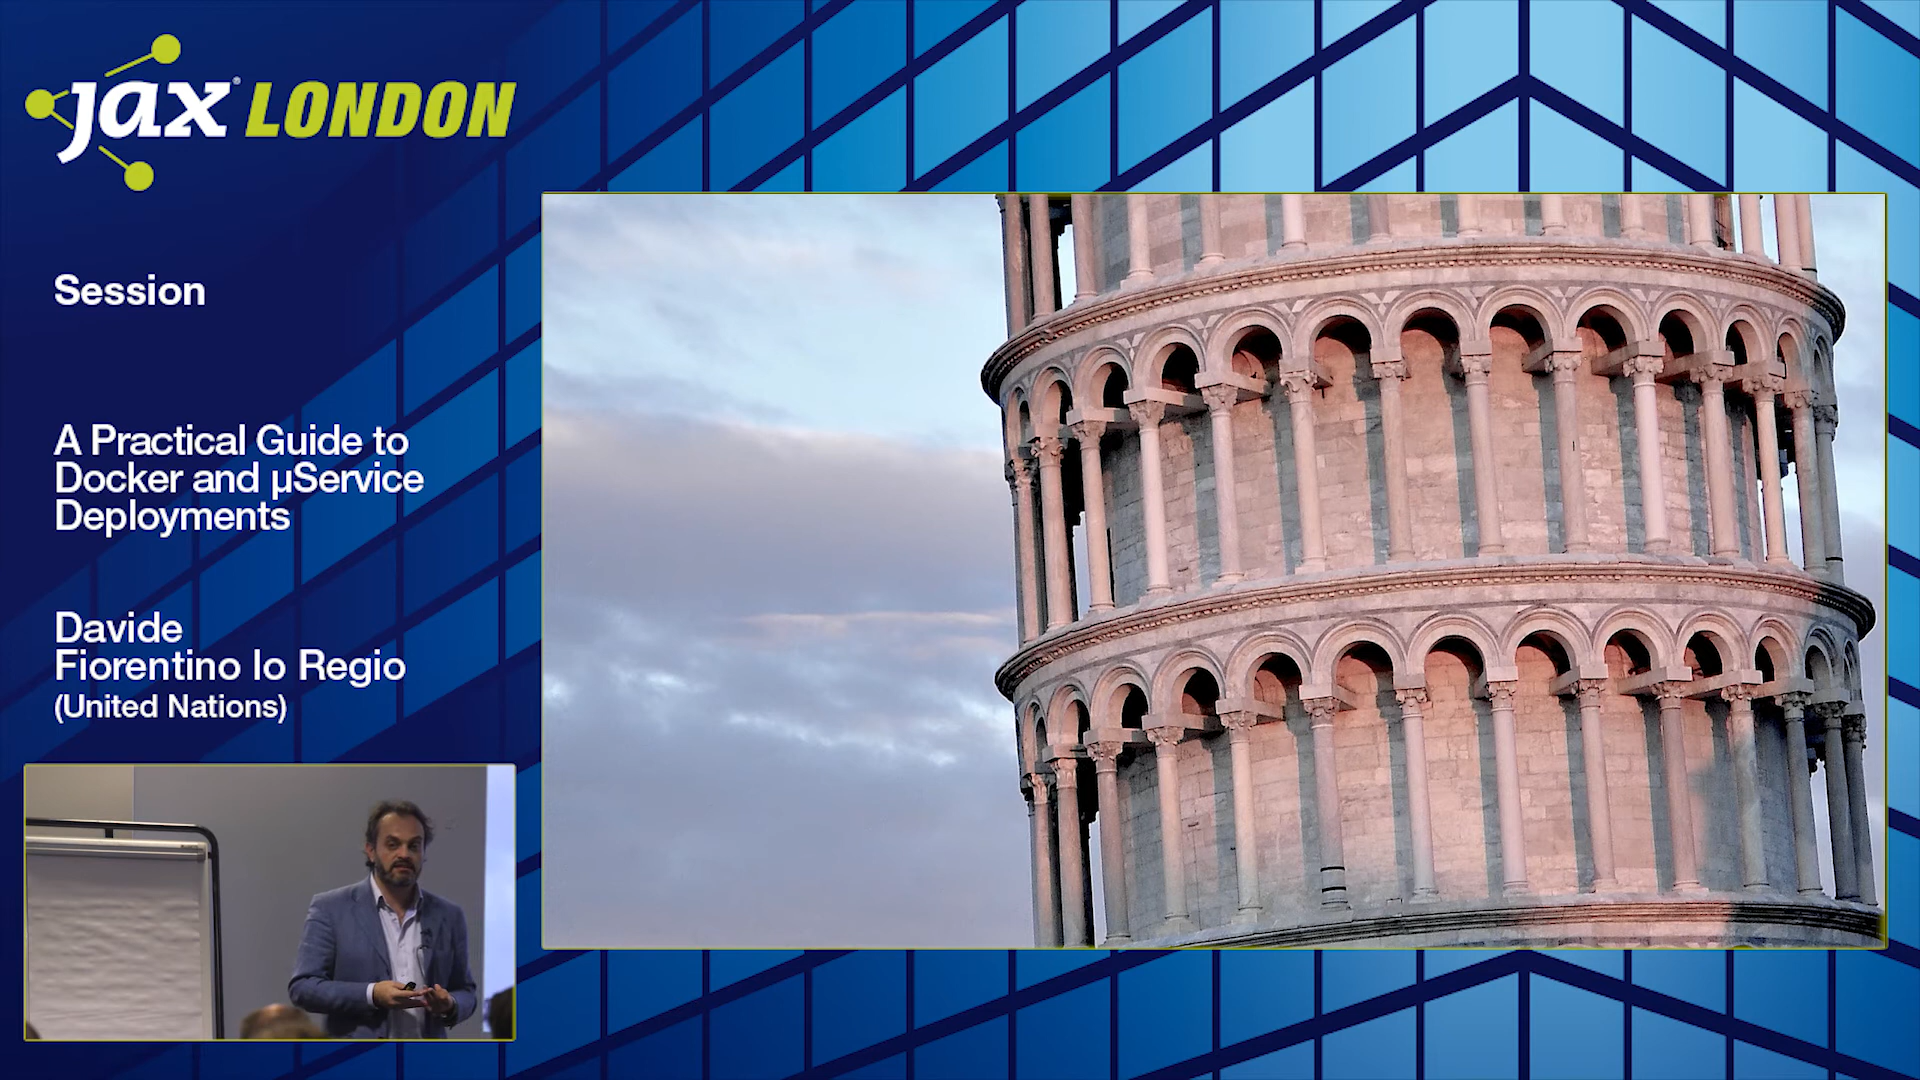 jax® LONDON
Session
A Practical Guide to
Docker and µService
Deployments
Davide
Fiorentino lo Regio
(United Nations)